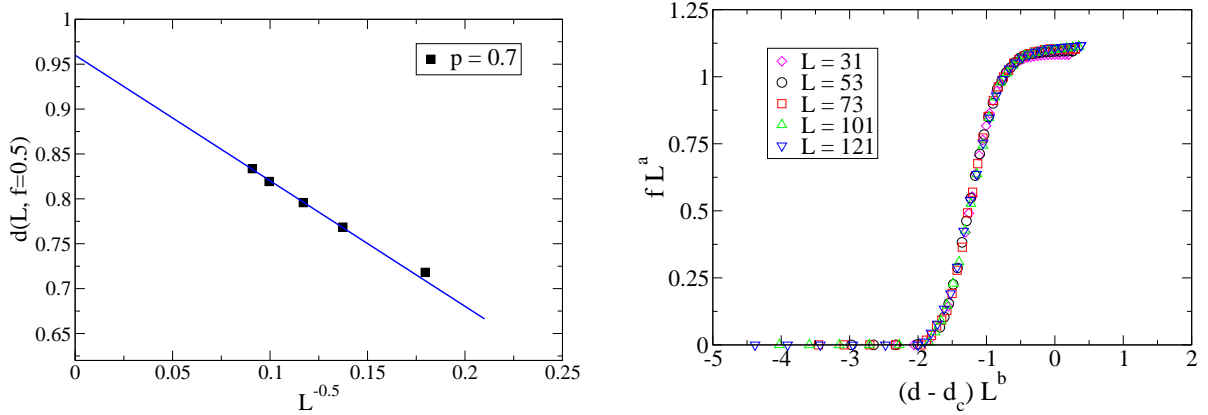 1
0.95
0.9
0.85
0.8
0.75
0.7
0.65
d(L, f=0.5)
p = 0.7
0 0.05 0.1 0.15 0.2 0.25
L^-0.5
1.25
1
0.75
0.5
0.25
0
f L^a
L = 31
L = 53
L = 73
L = 101
L = 121
-5 -4 -3 -2 -1 0 1 2
(d - d_c) L^b